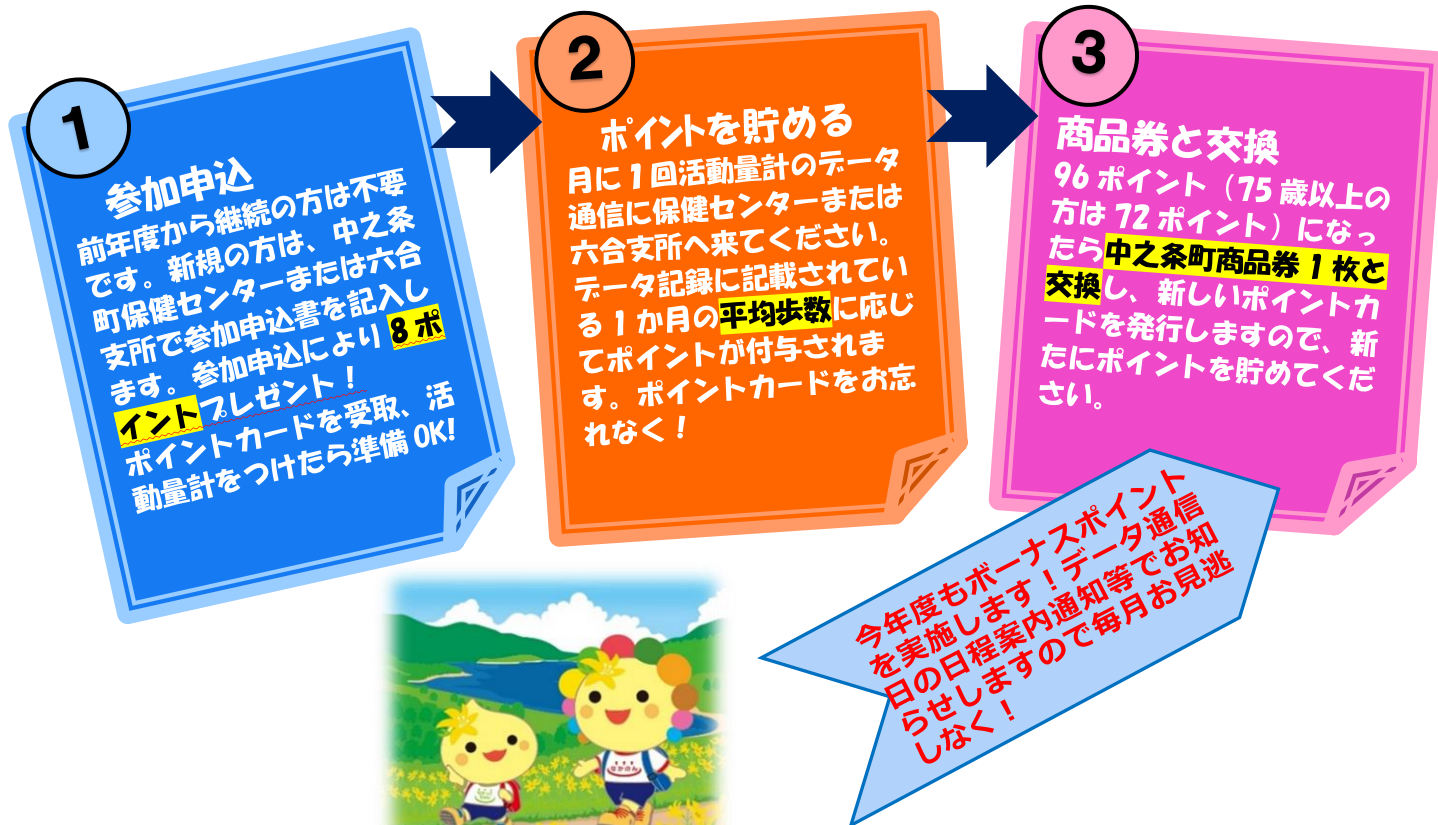 1
参加申込
前年度から継続の方は不要
です。新規の方は、中之条
町保健センターまたは六合
支所で参加申込書を記入し
ます。参加申込により 8 ポ
イントプレゼント！
ポイントカードを受取、活
動量計をつけたら準備 OK!
2
ポイントを貯める
月に 1 回活動量計のデータ
通信に保健センターまたは
六合支所へ来てください。
データ記録に記載されてい
る 1 か月の平均歩数に応じ
てポイントが付与されま
す。ポイントカードをお忘
れなく！
3
商品券と交換
96 ポイント（75 歳以上の
方は 72 ポイント）になっ
たら中之条町商品券 1 枚と
交換し、新しいポイントカ
ードを発行しますので、新
たにポイントを貯めてくだ
さい。
今年度もボーナスポイント
を実施します！データ通信
日の日程案内通知等でお知
らせしますので毎月お見逃
しなく！
なかのん